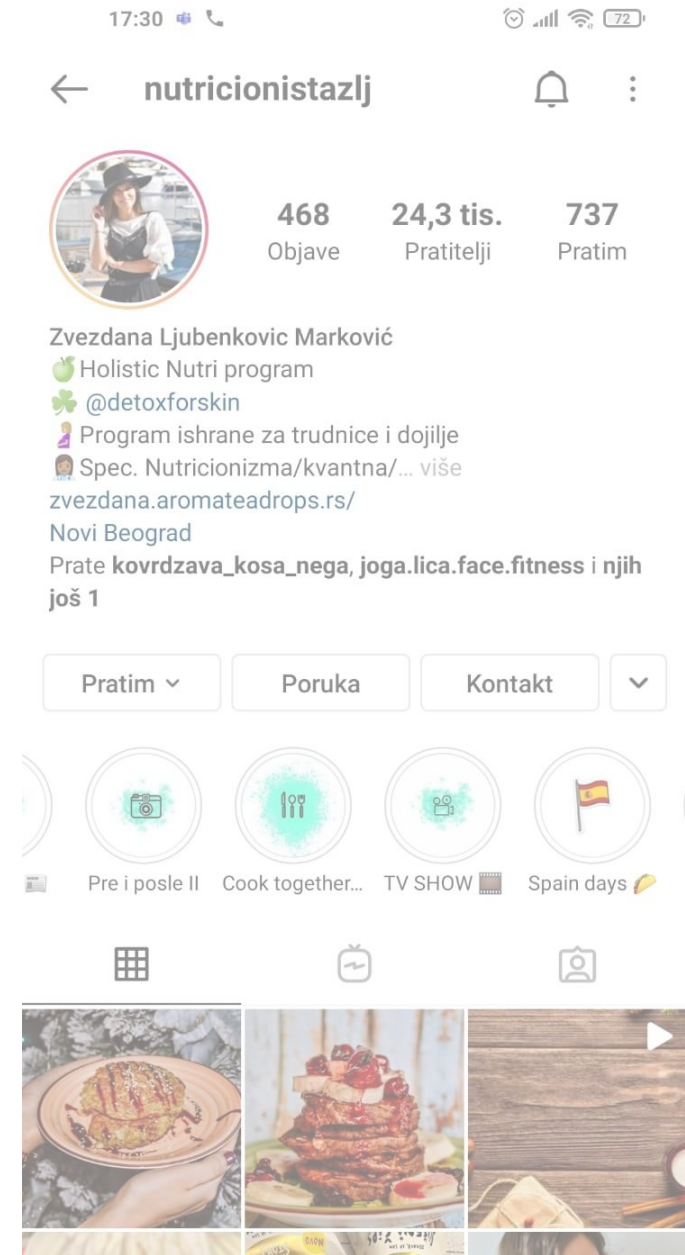 17:30
72
nutricionistazlj
468 24,3 tis. 737
Objave Pratitelji Pratim
Zvezdana Ljubenkovic Marković
🍏Holistic Nutri program
☘️ @detoxforskin
🤰Program ishrane za trudnice i dojilje
👩🏽‍⚕️Spec. Nutricionizma/kvantna/... više
zvezdana.aromateadrops.rs/
Novi Beograd
Prate kovrdzava_kosa_nega, joga.lica.face.fitness i njih
još 1
Pratim Poruka Kontakt
Pre i posle II Cook together... TV SHOW 🎞️ Spain days 🌮
NOVO